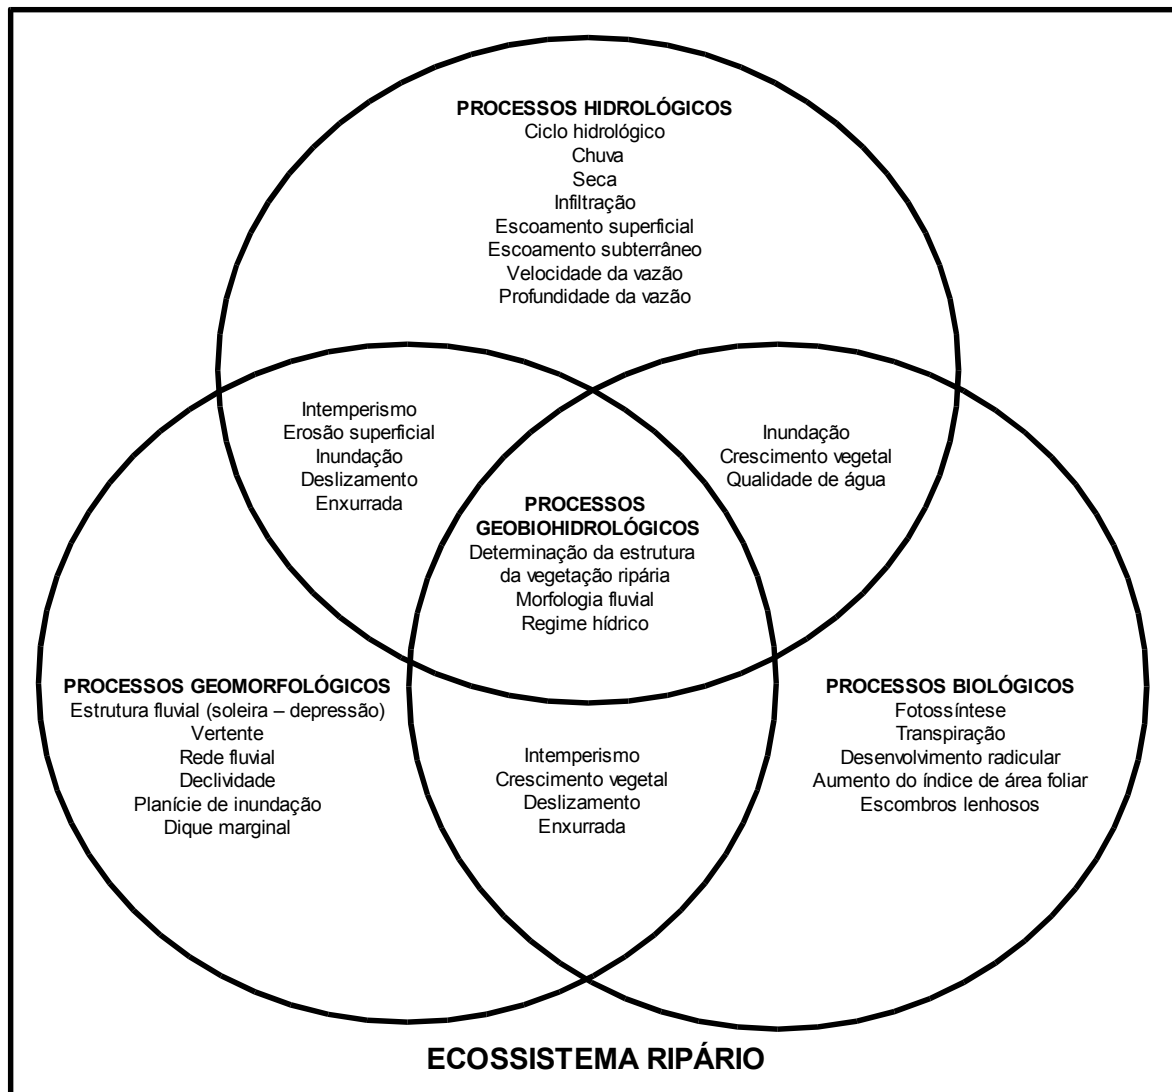 PROCESSOS HIDROLÓGICOS
Ciclo hidrológico
Chuva
Seca
Infiltração
Escoamento superficial
Escoamento subterrâneo
Velocidade da vazão
Profundidade da vazão
Intemperismo
Erosão superficial
Inundação
Deslizamento
Enxurrada
Inundação
Crescimento vegetal
Qualidade de água
PROCESSOS
GEOBIOHIDROLÓGICOS
Determinação da estrutura
da vegetação ripária
Morfologia fluvial
Regime hídrico
PROCESSOS GEOMORFOLÓGICOS
Estrutura fluvial (soleira – depressão)
Vertente
Rede fluvial
Declividade
Planície de inundação
Dique marginal
Intemperismo
Crescimento vegetal
Deslizamento
Enxurrada
PROCESSOS BIOLÓGICOS
Fotossíntese
Transpiração
Desenvolvimento radicular
Aumento do índice de área foliar
Escombros lenhosos
ECOSSISTEMA RIPÁRIO